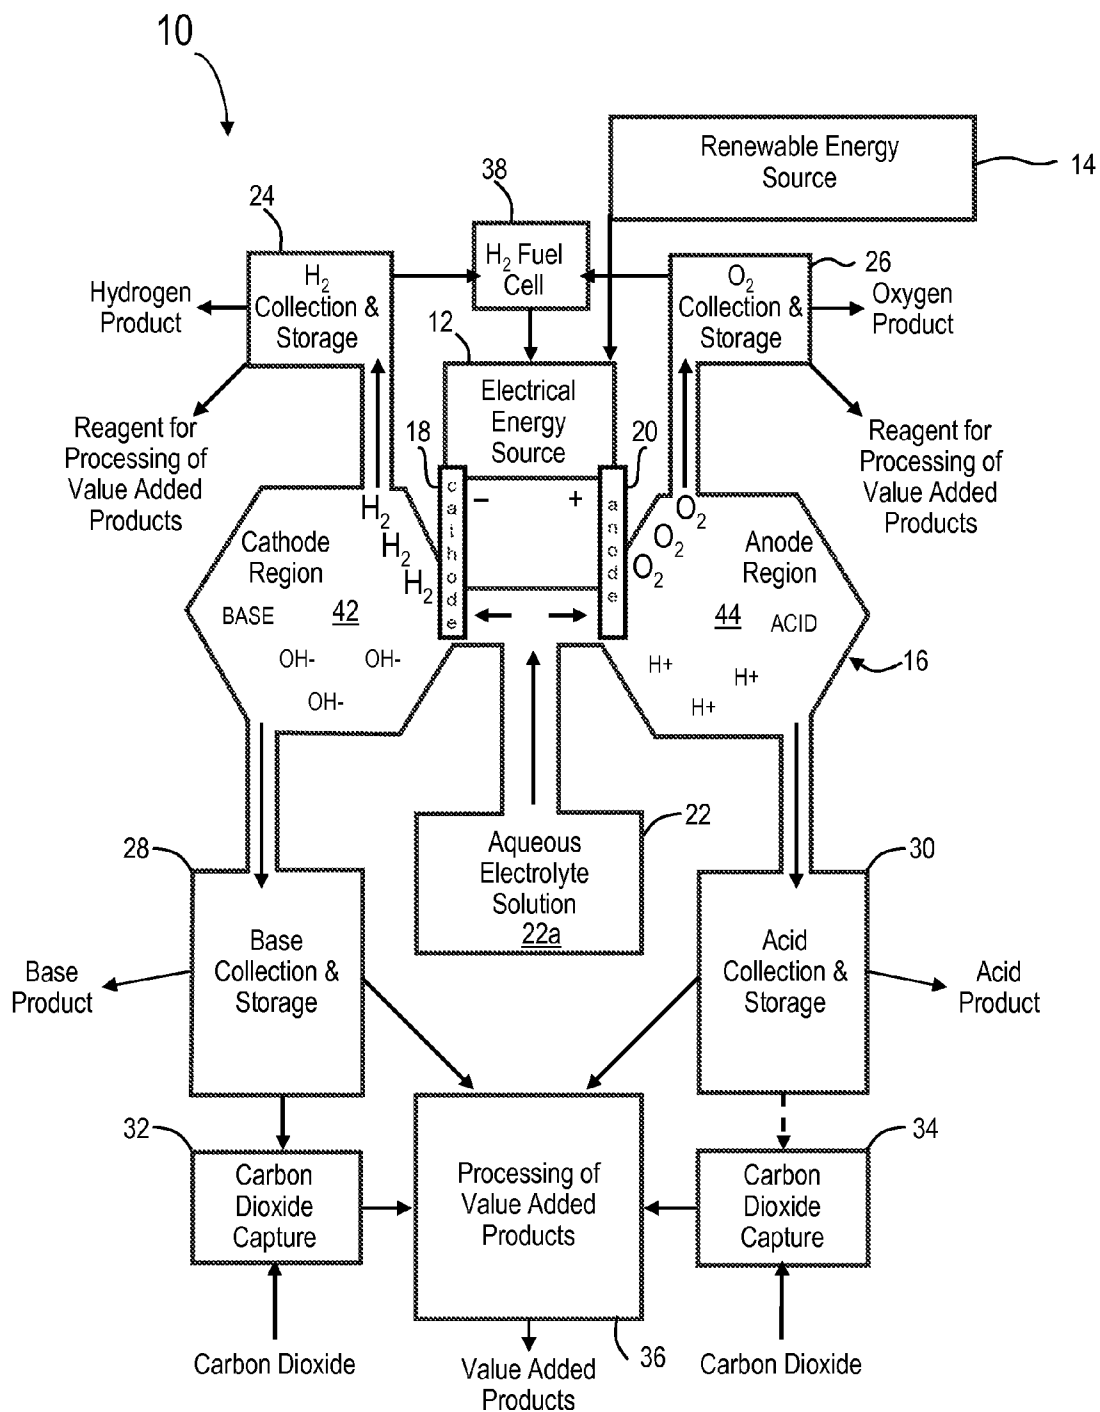 10
Renewable Energy
Source
14
38
24
H2 Fuel
Cell
H2
Collection &
Storage
O2
Collection &
Storage
26
Hydrogen
Product
Oxygen
Product
12
Electrical
Energy
Source
18
20
Reagent for
Processing of
Value Added
Products
Reagent for
Processing of
Value Added
Products
cathode
−
+
anode
H2
H2
H2
O2
O2
O2
Cathode
Region
Anode
Region
BASE
42
44
ACID
OH-
OH-
OH-
H+
H+
H+
16
22
Aqueous
Electrolyte
Solution
22a
28
30
Base
Collection &
Storage
Acid
Collection &
Storage
Base
Product
Acid
Product
32
34
Carbon
Dioxide
Capture
Processing of
Value Added
Products
Carbon
Dioxide
Capture
36
Carbon Dioxide
Value Added
Products
Carbon Dioxide